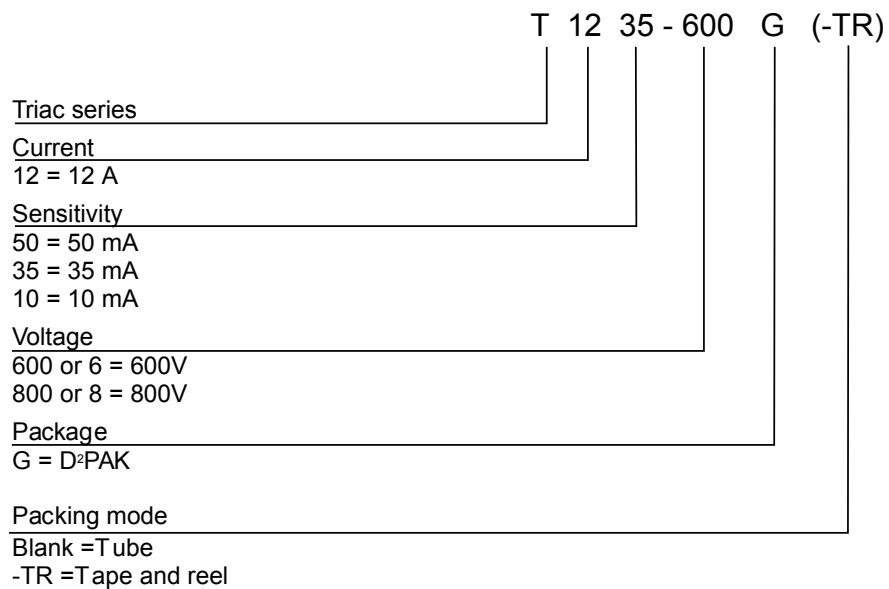 T 12 35 - 600 G (-TR)
Triac series
Current
12 = 12 A
Sensitivity
50 = 50 mA
35 = 35 mA
10 = 10 mA
Voltage
600 or 6 = 600V
800 or 8 = 800V
Package
G = D²PAK
Packing mode
Blank =Tube
-TR =Tape and reel